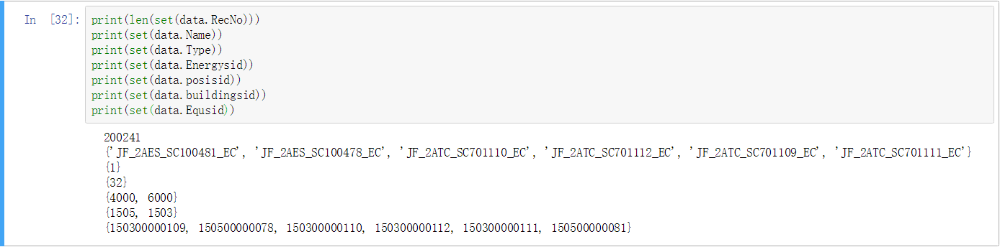 In [32]:
print(len(set(data.RecNo)))
print(set(data.Name))
print(set(data.Type))
print(set(data.Energysid))
print(set(data.posisid))
print(set(data.buildingsid))
print(set(data.Equsid))
200241
{'JF_2AES_SC100481_EC', 'JF_2AES_SC100478_EC', 'JF_2ATC_SC701110_EC', 'JF_2ATC_SC701112_EC', 'JF_2ATC_SC701109_EC', 'JF_2ATC_SC701111_EC'}
{1}
{32}
{4000, 6000}
{1505, 1503}
{150300000109, 150500000078, 150300000110, 150300000112, 150300000111, 150500000081}